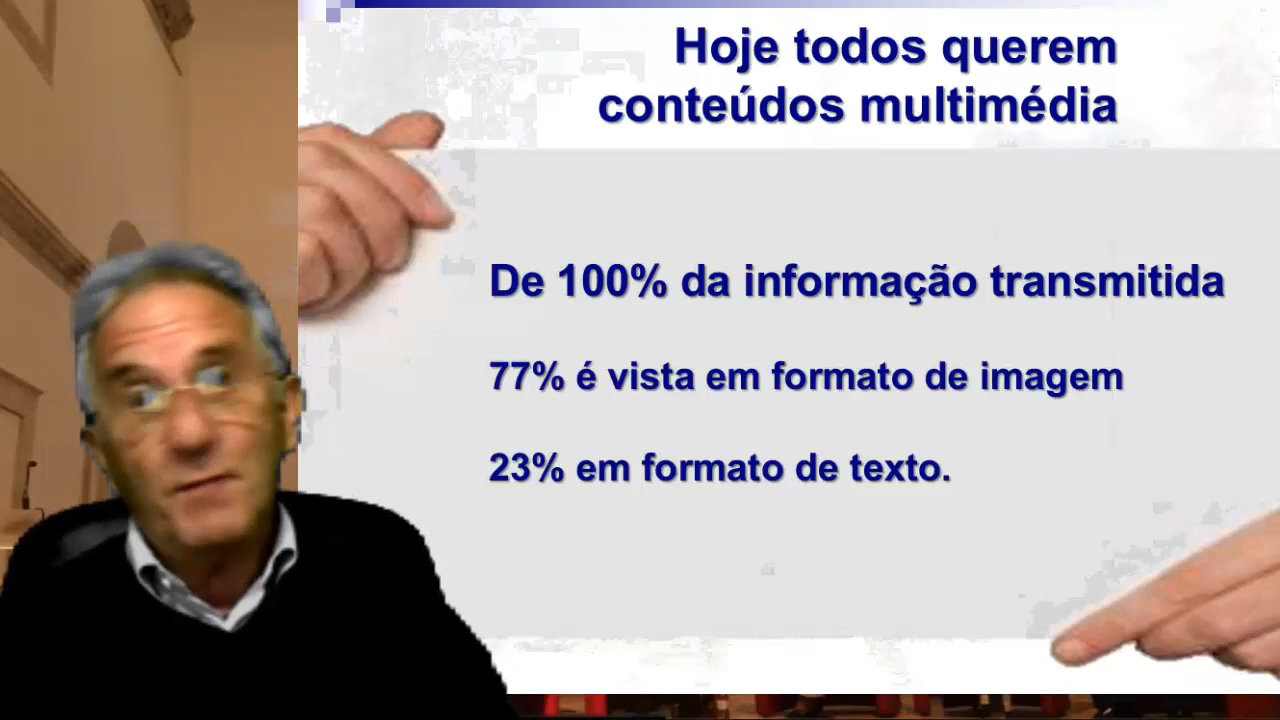 Hoje todos querem
conteúdos multimédia
De 100% da informação transmitida
77% é vista em formato de imagem
23% em formato de texto.